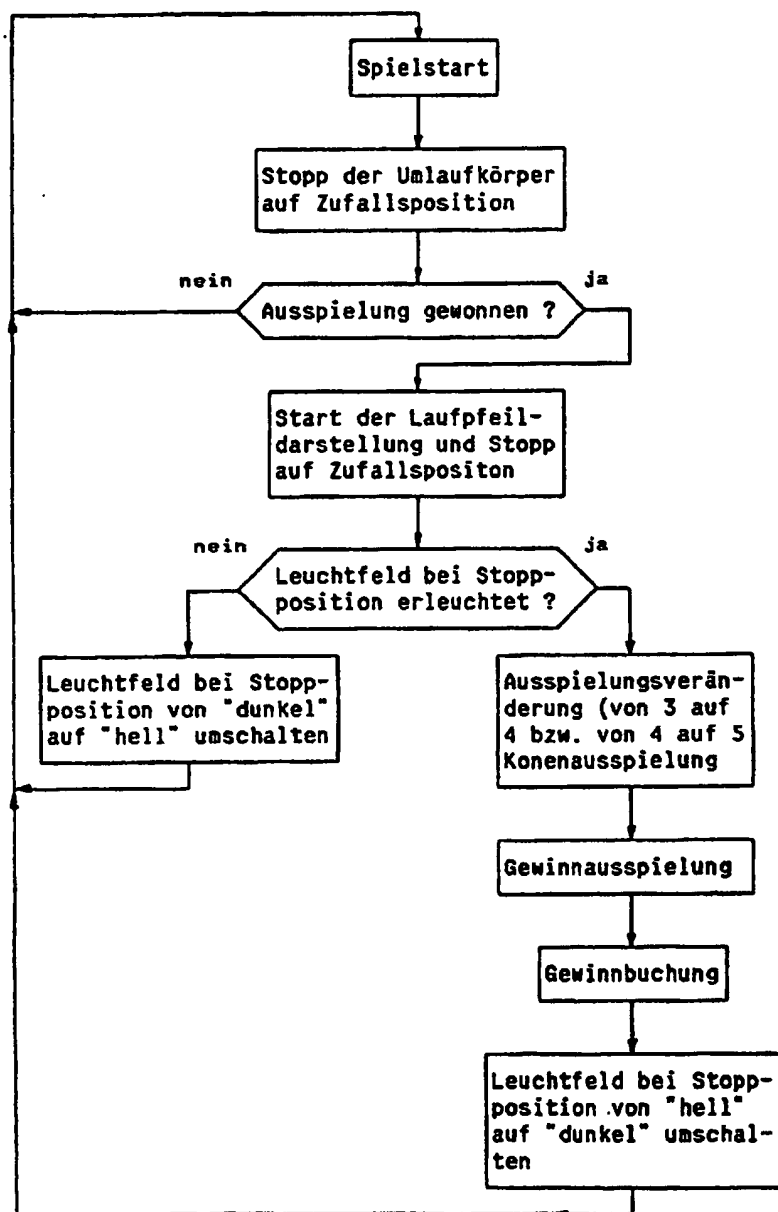 Spielstart
Stopp der Umlaufkörper
auf Zufallsposition
nein
ja
Ausspielung gewonnen ?
Start der Laufpfeil-
darstellung und Stopp
auf Zufallspositon
nein
ja
Leuchtfeld bei Stopp-
position erleuchtet ?
Leuchtfeld bei Stopp-
position von "dunkel"
auf "hell" umschalten
Ausspielungsverän-
derung (von 3 auf
4 bzw. von 4 auf 5
Konenausspielung
Gewinnausspielung
Gewinnbuchung
Leuchtfeld bei Stopp-
position von "hell"
auf "dunkel" umschal-
ten